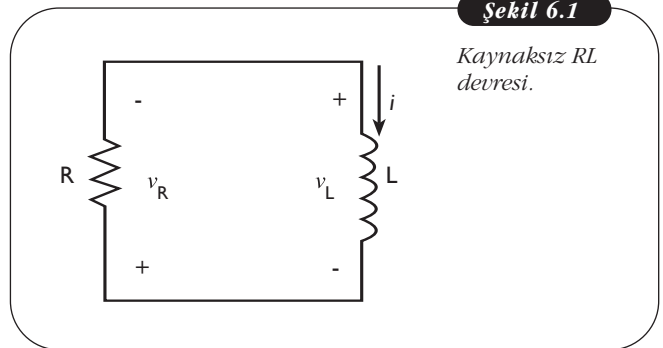 Şekil 6.1
Kaynaksız RL
devresi.
- +
i
R v_R v_L L
+ -